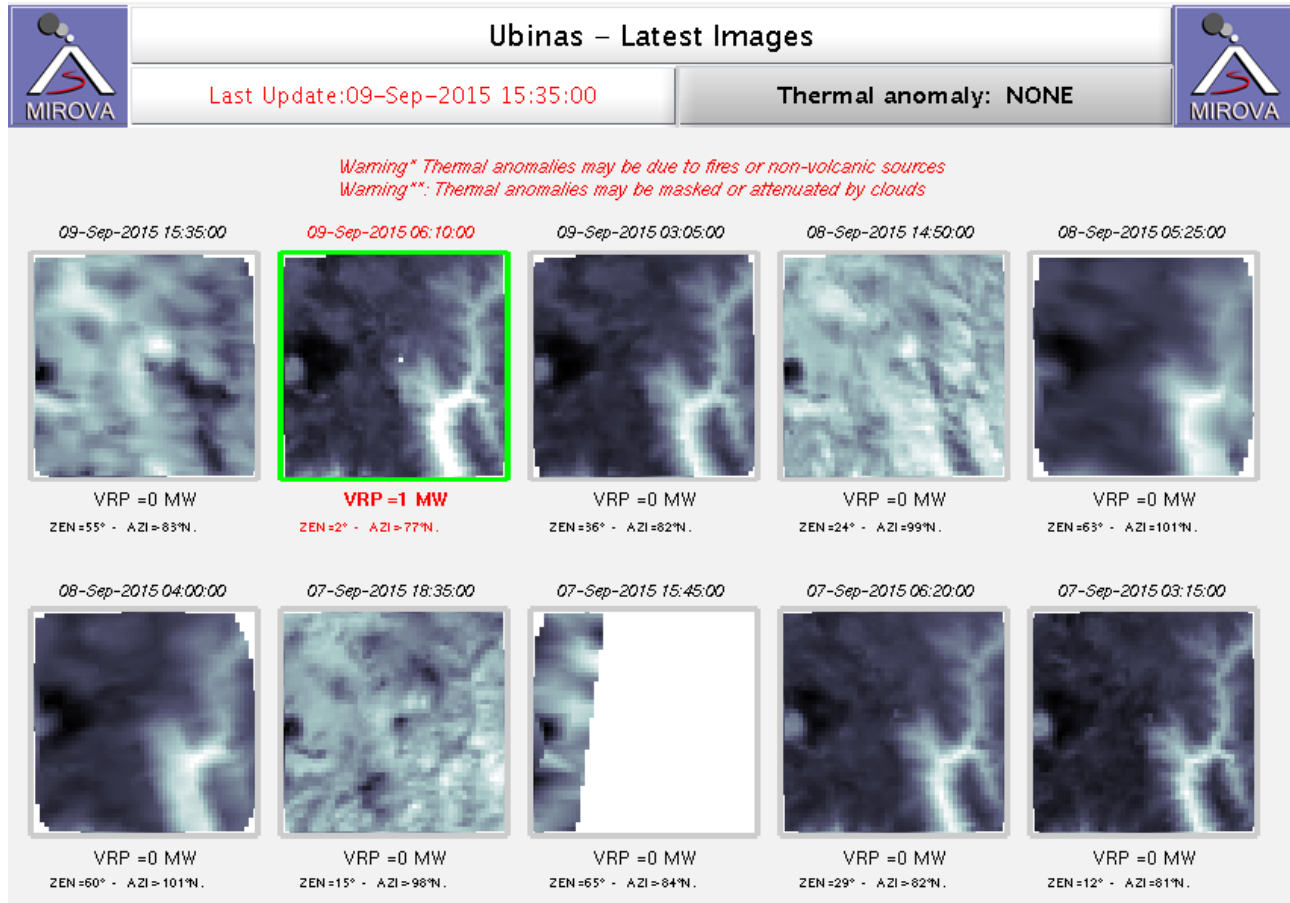 Ubinas – Latest Images
MIROVA
Last Update:09–Sep–2015 15:35:00
Thermal anomaly: NONE
MIROVA
Warning* Thermal anomalies may be due to fires or non-volcanic sources
Warning**: Thermal anomalies may be masked or attenuated by clouds
09-Sep-2015 15:35:00 09-Sep-2015 06:10:00 09-Sep-2015 03:05:00 08-Sep-2015 14:50:00 08-Sep-2015 05:25:00
VRP =0 MW VRP =1 MW VRP =0 MW VRP =0 MW VRP =0 MW
ZEN=55° - AZI=-83°N. ZEN=2° - AZI=-77°N. ZEN=36° - AZI=82°N. ZEN=24° - AZI=99°N. ZEN=63° - AZI=101°N.
08-Sep-2015 04:00:00 07-Sep-2015 18:35:00 07-Sep-2015 15:45:00 07-Sep-2015 06:20:00 07-Sep-2015 03:15:00
VRP =0 MW VRP =0 MW VRP =0 MW VRP =0 MW VRP =0 MW
ZEN=60° - AZI=-101°N. ZEN=15° - AZI=-98°N. ZEN=65° - AZI=-84°N. ZEN=29° - AZI=-82°N. ZEN=12° - AZI=81°N.